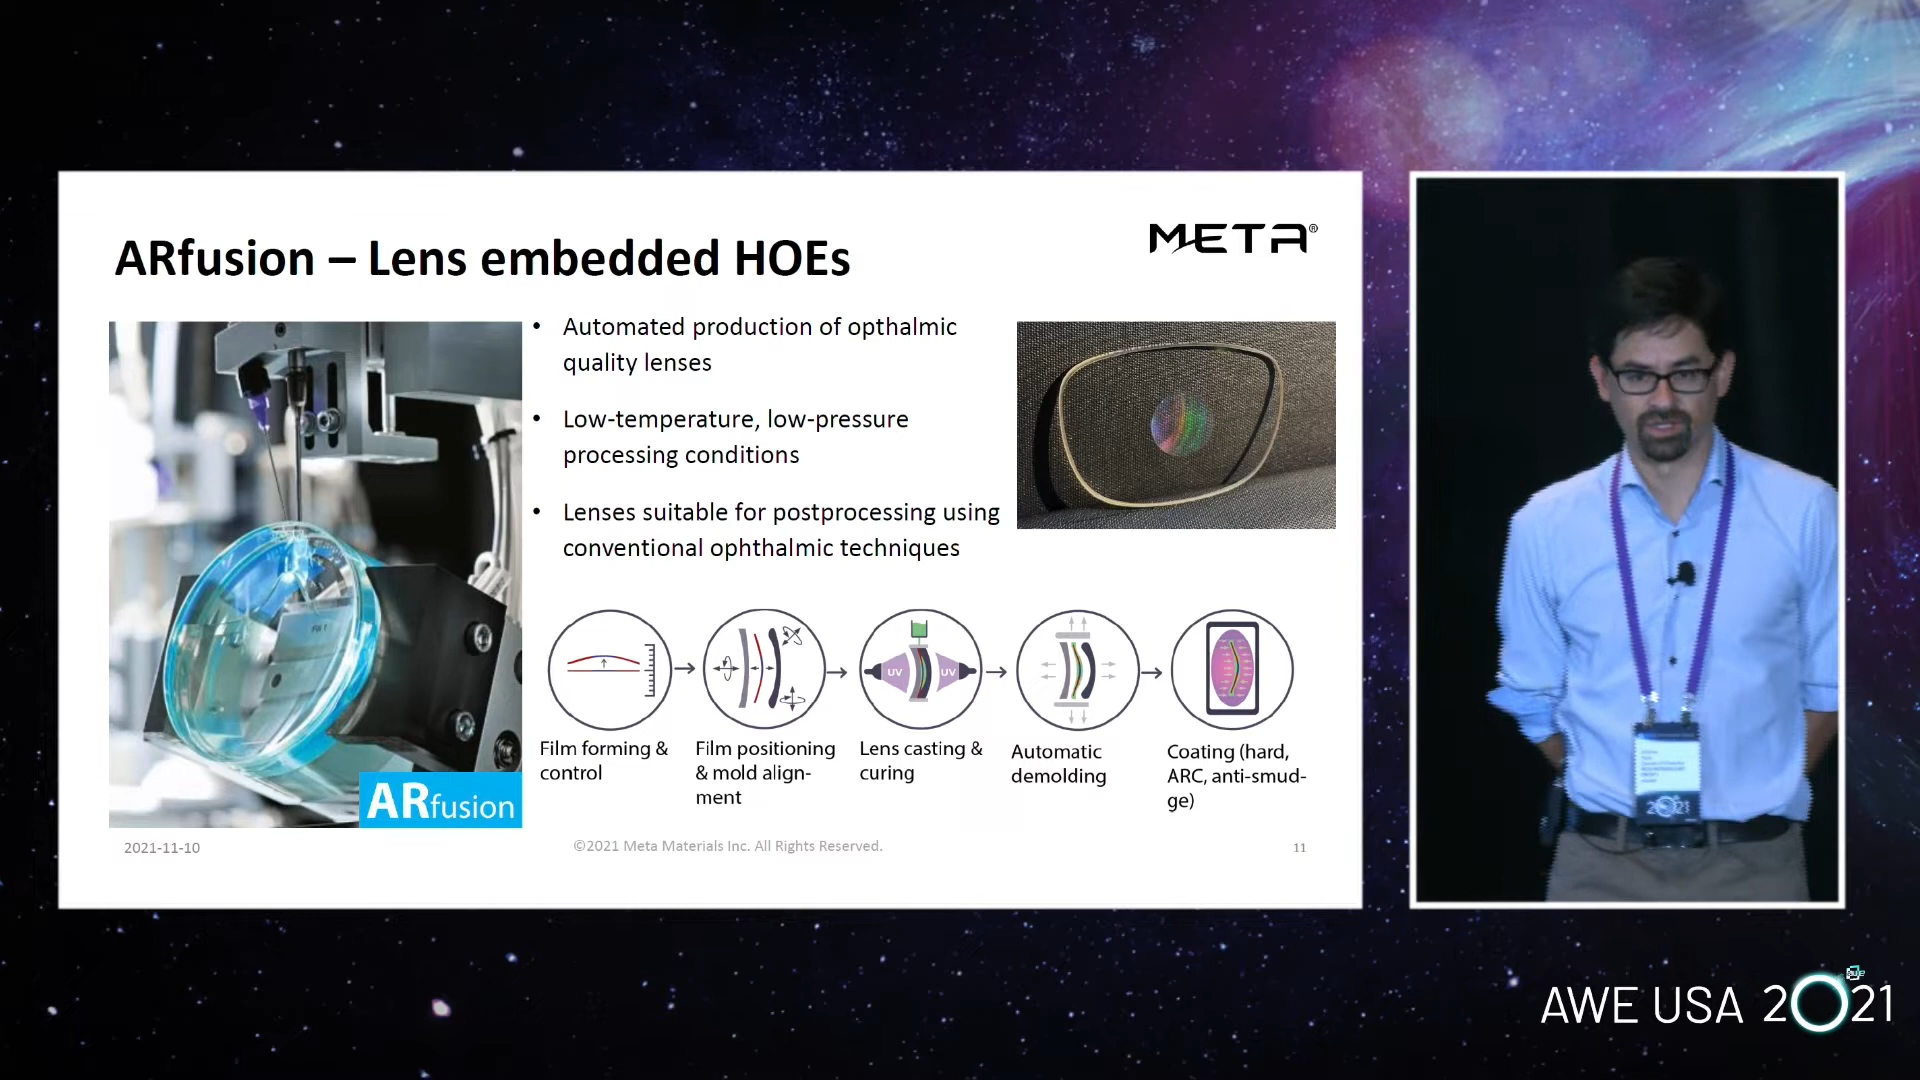 ARfusion – Lens embedded HOEs
META®
• Automated production of opthalmic
quality lenses
• Low-temperature, low-pressure
processing conditions
• Lenses suitable for postprocessing using
conventional ophthalmic techniques
ARfusion
UV
UV
Film forming &
control
Film positioning
& mold align-
ment
Lens casting &
curing
Automatic
demolding
Coating (hard,
ARC, anti-smud-
ge)
2021-11-10
©2021 Meta Materials Inc. All Rights Reserved.
11
2021
AWE USA 2021